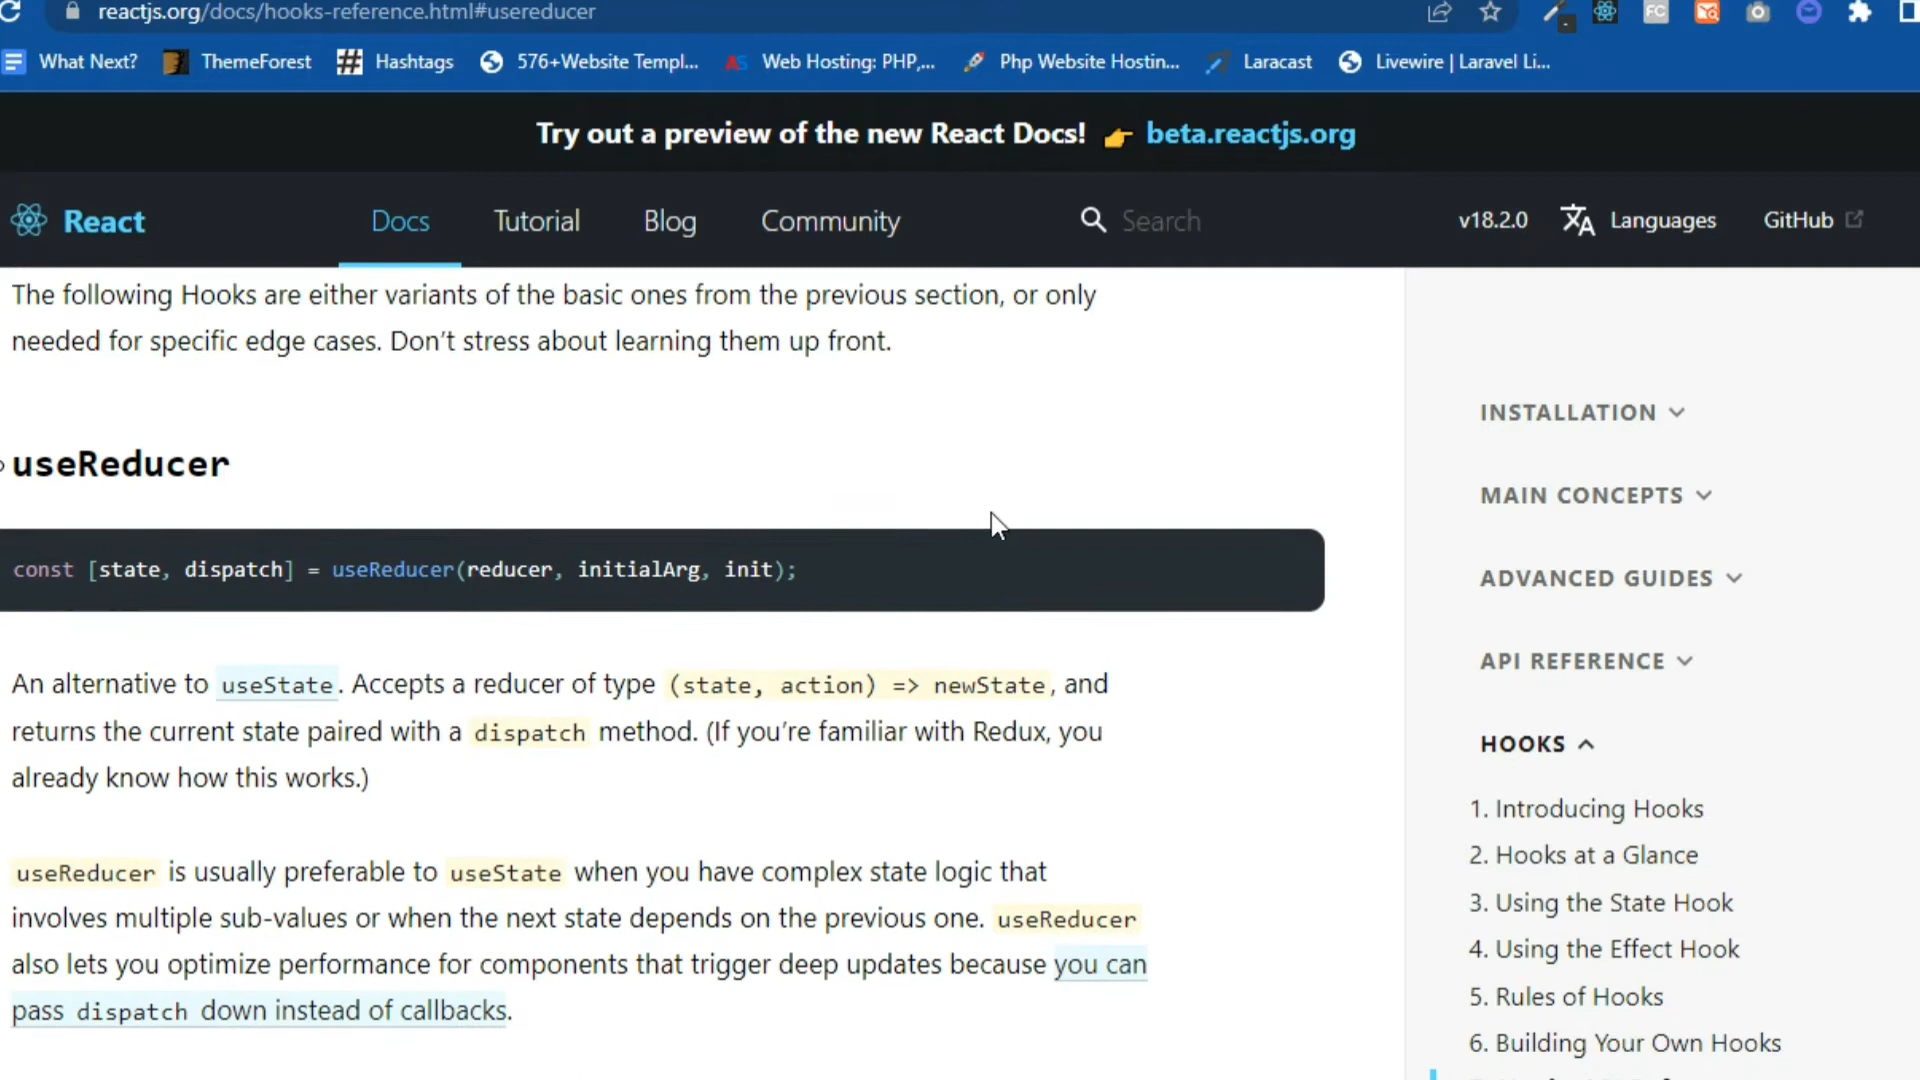 reactjs.org/docs/hooks-reference.html#usereducer
What Next? ThemeForest Hashtags 576+Website Templ... Web Hosting: PHP,... Php Website Hostin... Laracast Livewire | Laravel Li...
Try out a preview of the new React Docs! beta.reactjs.org
React Docs Tutorial Blog Community Search v18.2.0 Languages GitHub
The following Hooks are either variants of the basic ones from the previous section, or only
needed for specific edge cases. Don’t stress about learning them up front.
useReducer
const [state, dispatch] = useReducer(reducer, initialArg, init);
An alternative to useState. Accepts a reducer of type (state, action) => newState, and
returns the current state paired with a dispatch method. (If you’re familiar with Redux, you
already know how this works.)
useReducer is usually preferable to useState when you have complex state logic that
involves multiple sub-values or when the next state depends on the previous one. useReducer
also lets you optimize performance for components that trigger deep updates because you can
pass dispatch down instead of callbacks.
INSTALLATION
MAIN CONCEPTS
ADVANCED GUIDES
API REFERENCE
HOOKS
1. Introducing Hooks
2. Hooks at a Glance
3. Using the State Hook
4. Using the Effect Hook
5. Rules of Hooks
6. Building Your Own Hooks